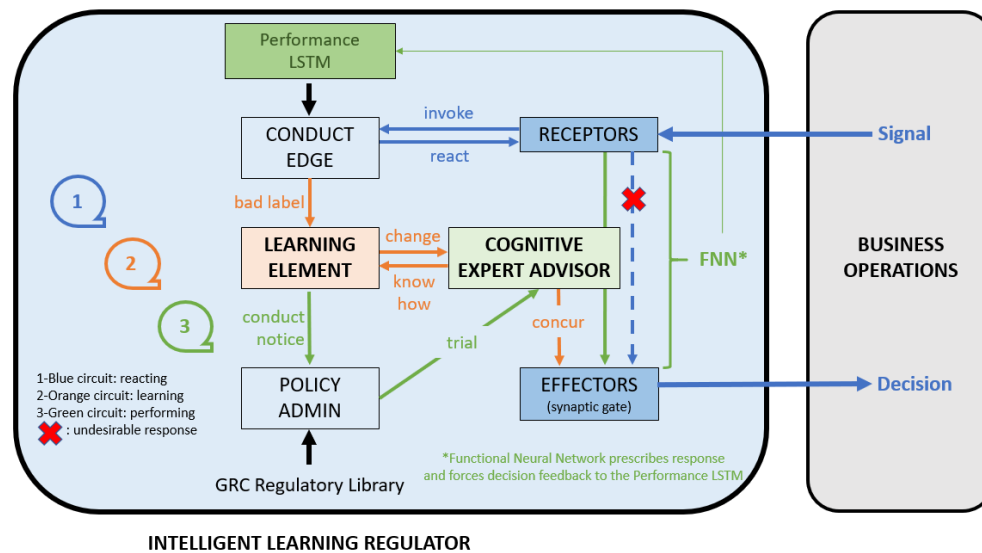 Performance
LSTM
CONDUCT
EDGE
invoke
react
RECEPTORS
Signal
1
bad label
2
LEARNING
ELEMENT
change
know
how
COGNITIVE
EXPERT ADVISOR
FNN*
BUSINESS
OPERATIONS
3
conduct
notice
trial
concur
1-Blue circuit: reacting
2-Orange circuit: learning
3-Green circuit: performing
: undesirable response
POLICY
ADMIN
EFFECTORS
(synaptic gate)
Decision
*Functional Neural Network prescribes response
and forces decision feedback to the Performance LSTM
GRC Regulatory Library
INTELLIGENT LEARNING REGULATOR